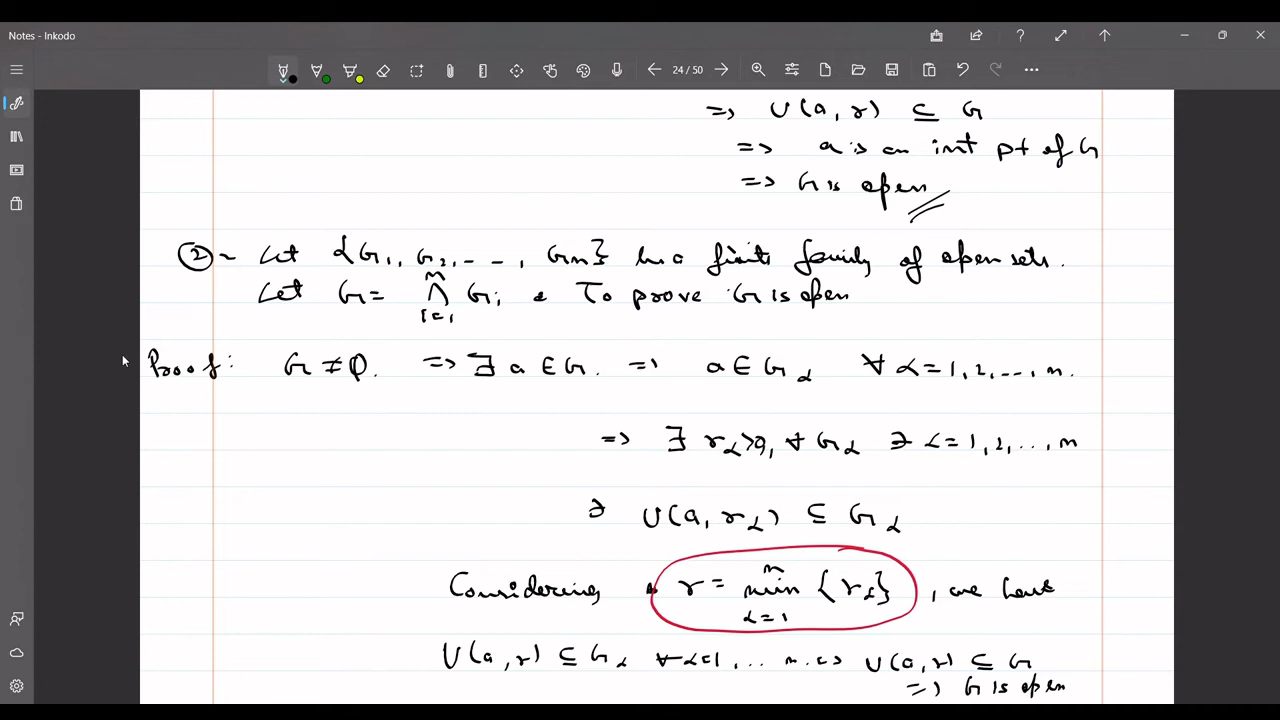 Notes - Inkodo
24 / 50
=> U(a, r) ⊆ G
=> a is an int pt of G
=> G is open
② ~ Let {G1, G2, - -, Gn} be a finite family of open sets.
Let G = n ∩ i=1 Gi . To prove G is open
Proof: G ≠ Φ. => ∃ a ∈ G. => a ∈ Gα ∀ α = 1, 2, ..., n.
=> ∃ rα>0, ∀ Gα ∋ α = 1, 2, ..., n
∋ U(a, rα) ⊆ Gα
Considering r = n min α=1 {rα}, we have
U(a, r) ⊆ Gα ∀ α=1, ... n. => U(a, r) ⊆ G
=> G is open